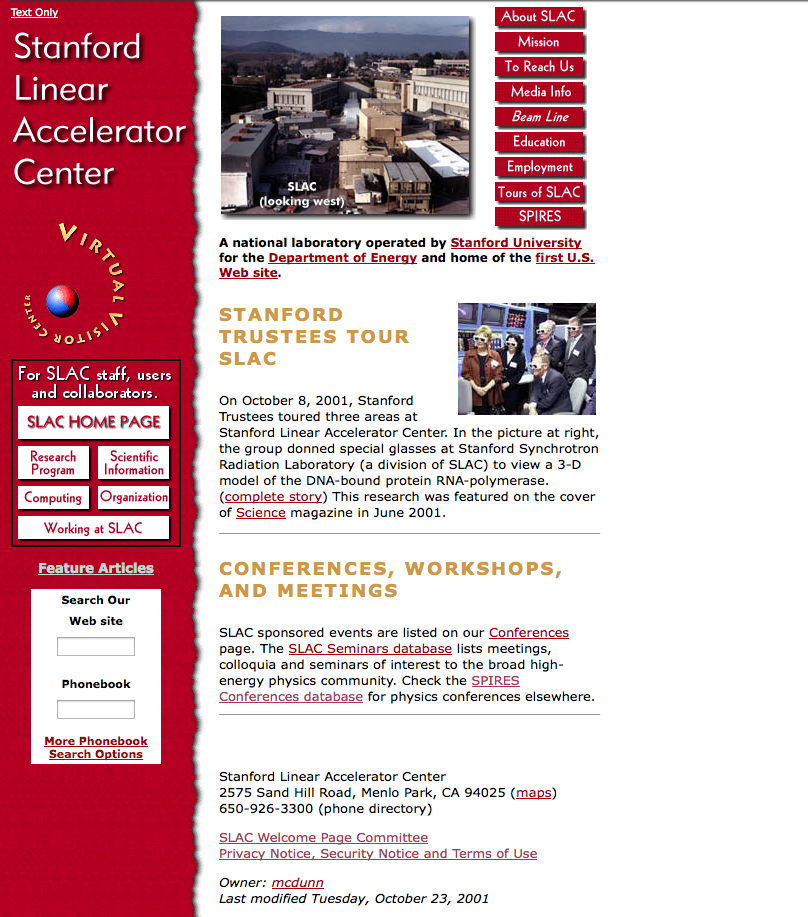 Text Only
Stanford
Linear
Accelerator
Center
VIRTUAL VISITOR CENTER
For SLAC staff, users
and collaborators.
SLAC HOME PAGE
Research
Program
Scientific
Information
Computing
Organization
Working at SLAC
Feature Articles
Search Our
Web site
Phonebook
More Phonebook
Search Options
SLAC
(looking west)
About SLAC
Mission
To Reach Us
Media Info
Beam Line
Education
Employment
Tours of SLAC
SPIRES
A national laboratory operated by Stanford University
for the Department of Energy and home of the first U.S.
Web site.
STANFORD
TRUSTEES TOUR
SLAC
On October 8, 2001, Stanford
Trustees toured three areas at
Stanford Linear Accelerator Center. In the picture at right,
the group donned special glasses at Stanford Synchrotron
Radiation Laboratory (a division of SLAC) to view a 3-D
model of the DNA-bound protein RNA-polymerase.
(complete story) This research was featured on the cover
of Science magazine in June 2001.
CONFERENCES, WORKSHOPS,
AND MEETINGS
SLAC sponsored events are listed on our Conferences
page. The SLAC Seminars database lists meetings,
colloquia and seminars of interest to the broad high-
energy physics community. Check the SPIRES
Conferences database for physics conferences elsewhere.
Stanford Linear Accelerator Center
2575 Sand Hill Road, Menlo Park, CA 94025 (maps)
650-926-3300 (phone directory)
SLAC Welcome Page Committee
Privacy Notice, Security Notice and Terms of Use
Owner: mcdunn
Last modified Tuesday, October 23, 2001